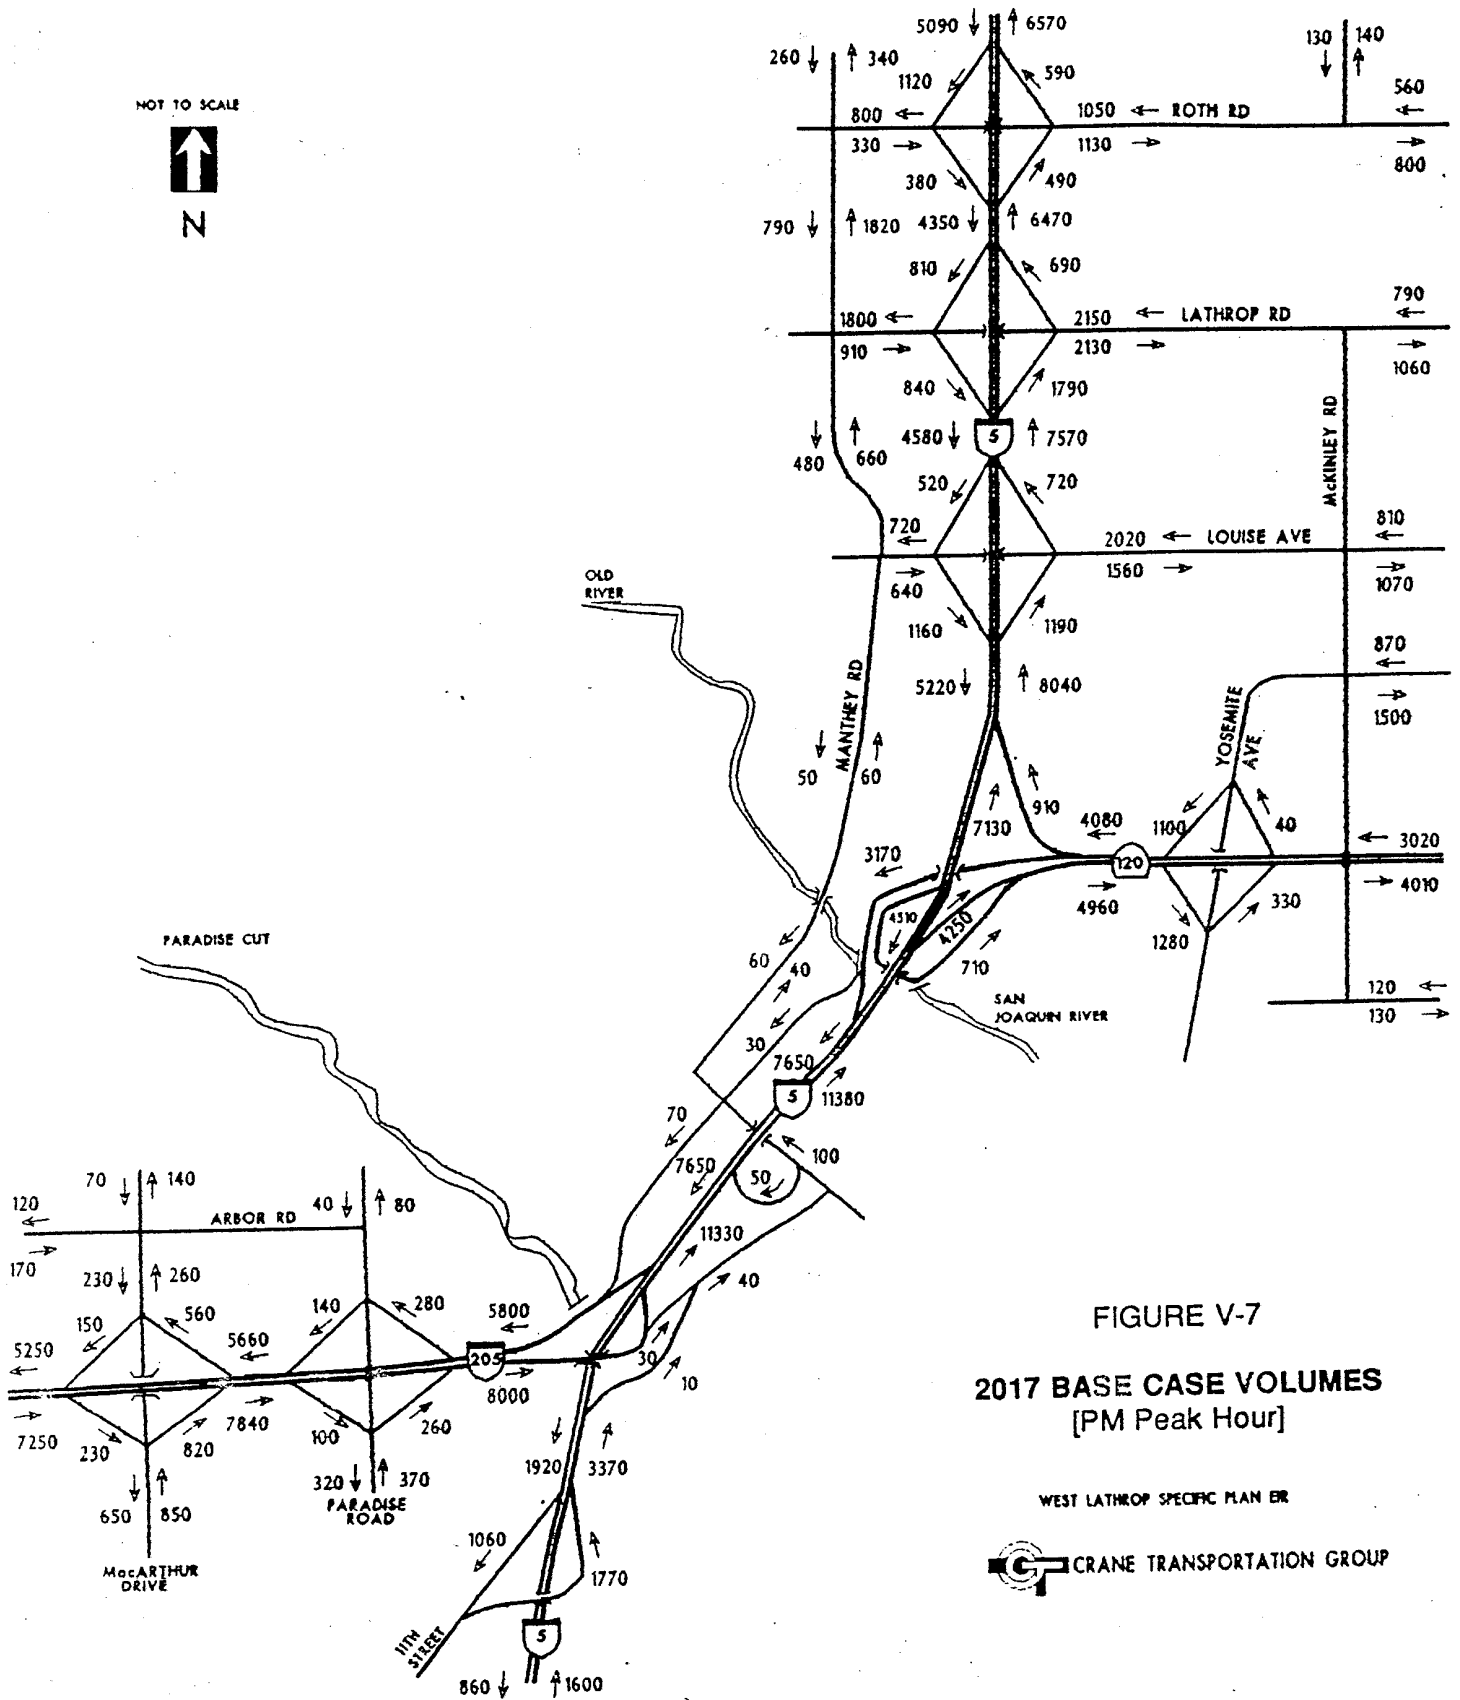 5090 6570
260 340
130 140
NOT TO SCALE
1120 590
560
800 1050 ROTH RD
330 1130
800
N
380 490
790 1820 4350 6470
810 690
790
1800 2150 LATHROP RD
910 2130
1060
840 1790
McKINLEY RD
4580 5 7570
480 660
520 720
720 810
2020 LOUISE AVE
640 1560 1070
OLD
RIVER
1160 1190
870
MANTHEY RD
5220 8040
1500
YOSEMITE
AVE
50 60
910
7130 4080 1100 40
3170 3020
120
4960 4010
330
4310
4250
1280
PARADISE CUT
60 40
710
SAN
JOAQUIN RIVER
120
130
30
7650
5
11380
70
100
7650
50
70 140
120
40 80
ARBOR RD
11330
170
230 260
40
140 280
150 560
5800
5250 5660
205
30
10
8000
7250 230 820 7840 100 260
320 370
PARADISE
ROAD
650 850
1920 3370
MacARTHUR
DRIVE
1060
1770
11TH
STREET
5
860 1600
FIGURE V-7
2017 BASE CASE VOLUMES
[PM Peak Hour]
WEST LATHROP SPECIFIC PLAN EIR
CRANE TRANSPORTATION GROUP